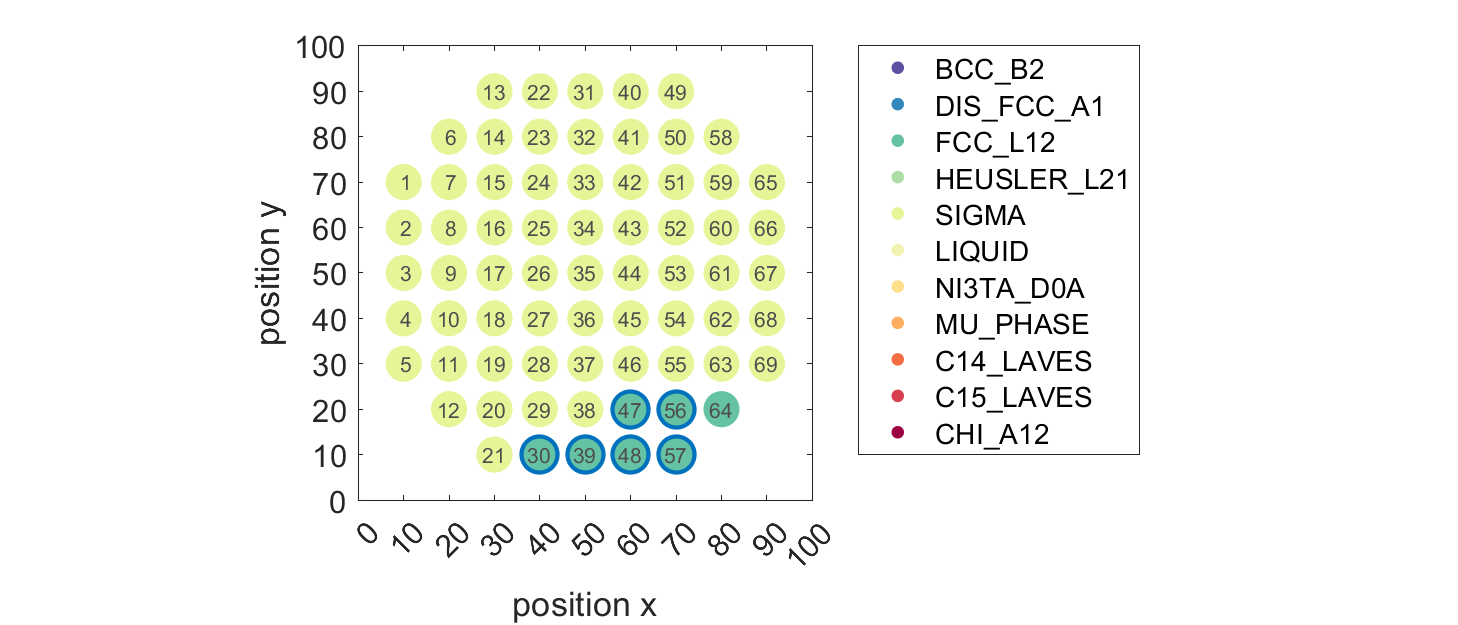 100
90
80
70
60
50
40
30
20
10
0
position y
13 22 31 40 49
6 14 23 32 41 50 58
1 7 15 24 33 42 51 59 65
2 8 16 25 34 43 52 60 66
3 9 17 26 35 44 53 61 67
4 10 18 27 36 45 54 62 68
5 11 19 28 37 46 55 63 69
12 20 29 38 47 56 64
21 30 39 48 57
0 10 20 30 40 50 60 70 80 90 100
position x
BCC_B2
DIS_FCC_A1
FCC_L12
HEUSLER_L21
SIGMA
LIQUID
NI3TA_D0A
MU_PHASE
C14_LAVES
C15_LAVES
CHI_A12